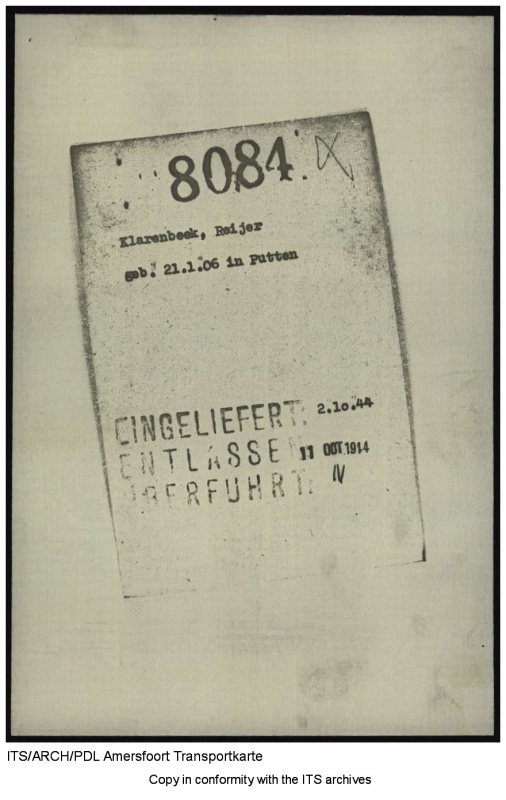 8084
Klarenbeek, Reijer
geb. 21.1.06 in Putten
EINGELIEFERT: 2.10.44
ENTLASSEN 11 OCT.1944
ÜBERFUHRT: IV
ITS/ARCH/PDL Amersfoort Transportkarte
Copy in conformity with the ITS archives